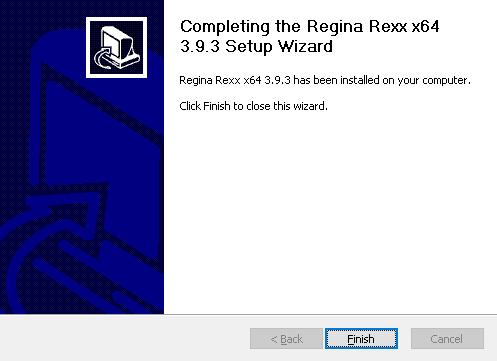 Completing the Regina Rexx x64
3.9.3 Setup Wizard
Regina Rexx x64 3.9.3 has been installed on your computer.
Click Finish to close this wizard.
< Back
Finish
Cancel